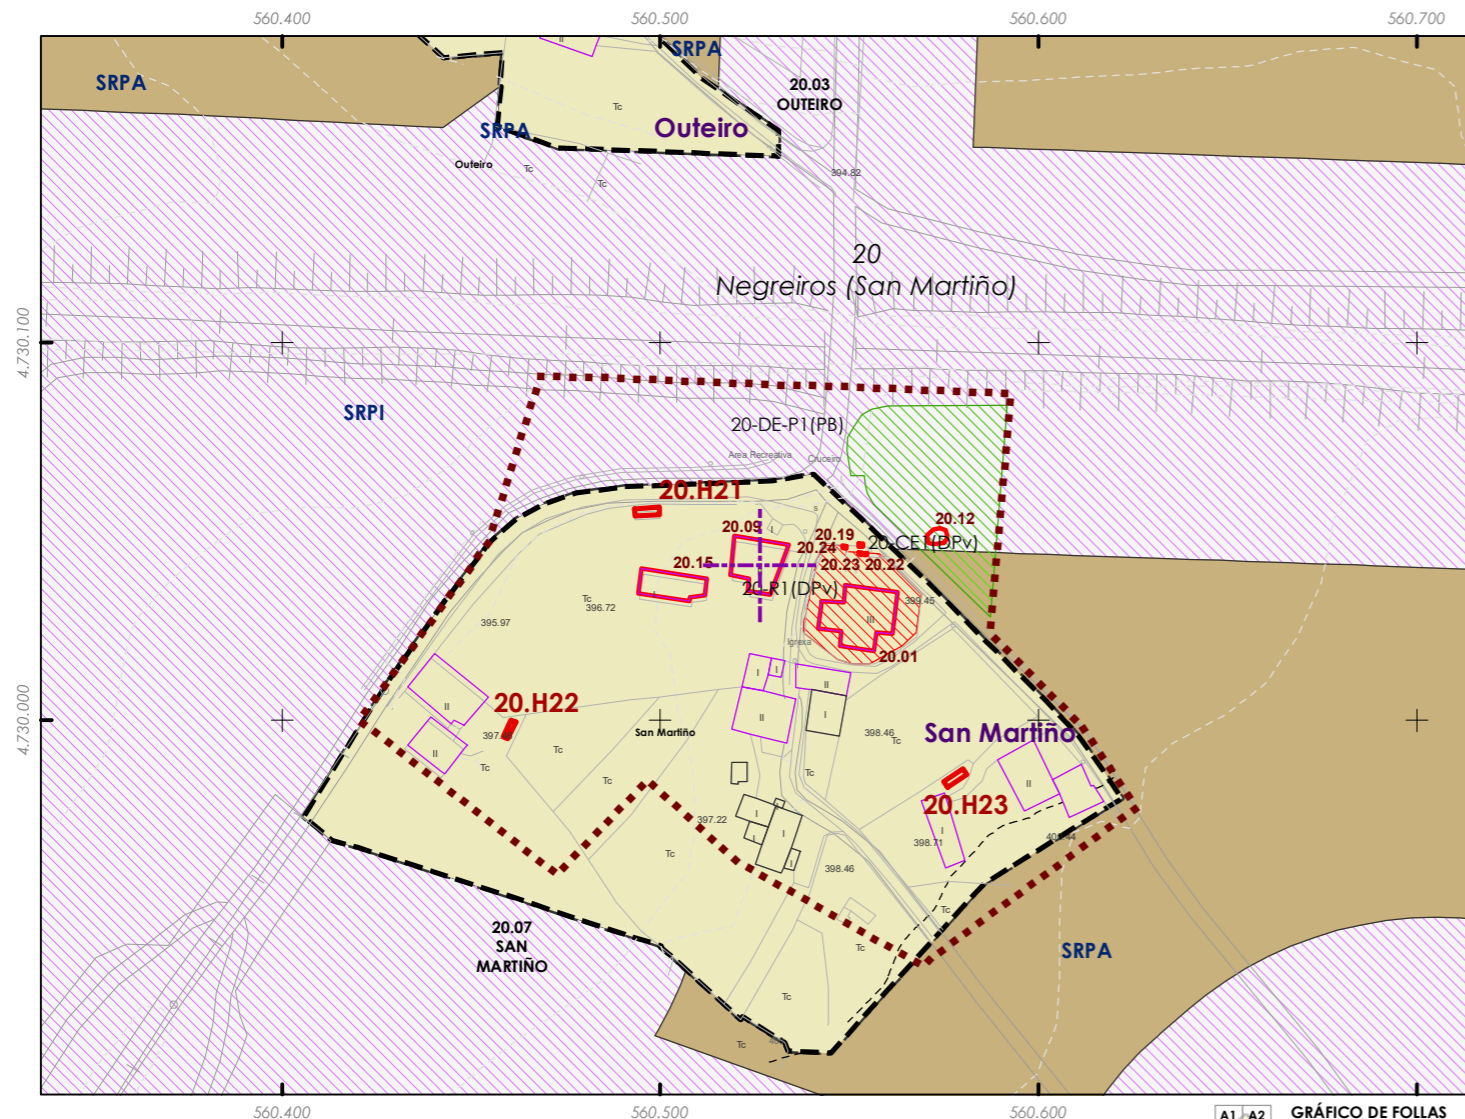 560.400
560.500
560.600
560.700
SRPA
SRPA
II
20.03
OUTEIRO
Tc
SRPA
Outeiro
Outeiro
Tc
Tc
394.82
20
Negreiros (San Martiño)
4.730.100
SRPI
20-DE-P1(PB)
Area Recreativa
Cruceiro
20.H21
s
20.09
I
20.19
20.12
20.24
20-CE1(DPv)
20.15
20.23
20.22
20-R1(DPv)
Tc
396.72
I
399.45
395.97
III
Igrexa
20.01
I
I
II
20.H22
II
II
I
4.730.000
San Martiño
San Martiño
398.46
Tc
II
Tc
Tc
Tc
Tc
II
20.H23
I
397.22
I
I
I
I
398.71
Tc
398.46
Tc
20.07
SAN
MARTIÑO
Tc
SRPA
Tc
Tc
560.400
560.500
560.600
560.700
A1
A2
GRÁFICO DE FOLLAS